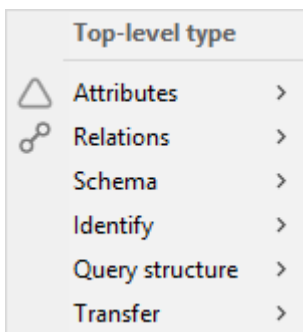 Top-level type
Attributes
Relations
Schema
Identify
Query structure
Transfer